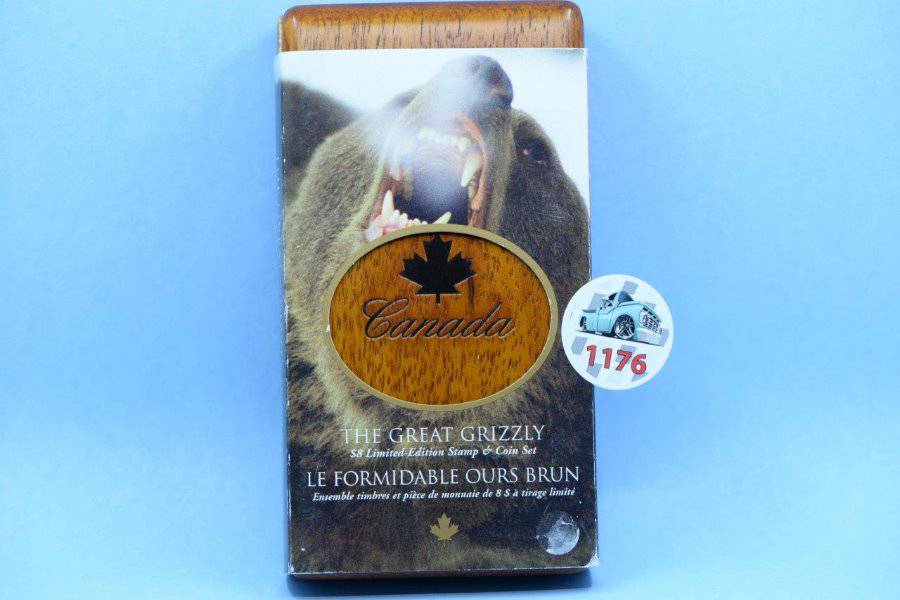 Canada
1176
THE GREAT GRIZZLY
$8 Limited-Edition Stamp & Coin Set
LE FORMIDABLE OURS BRUN
Ensemble timbres et pièce de monnaie de 8 $ à tirage limité